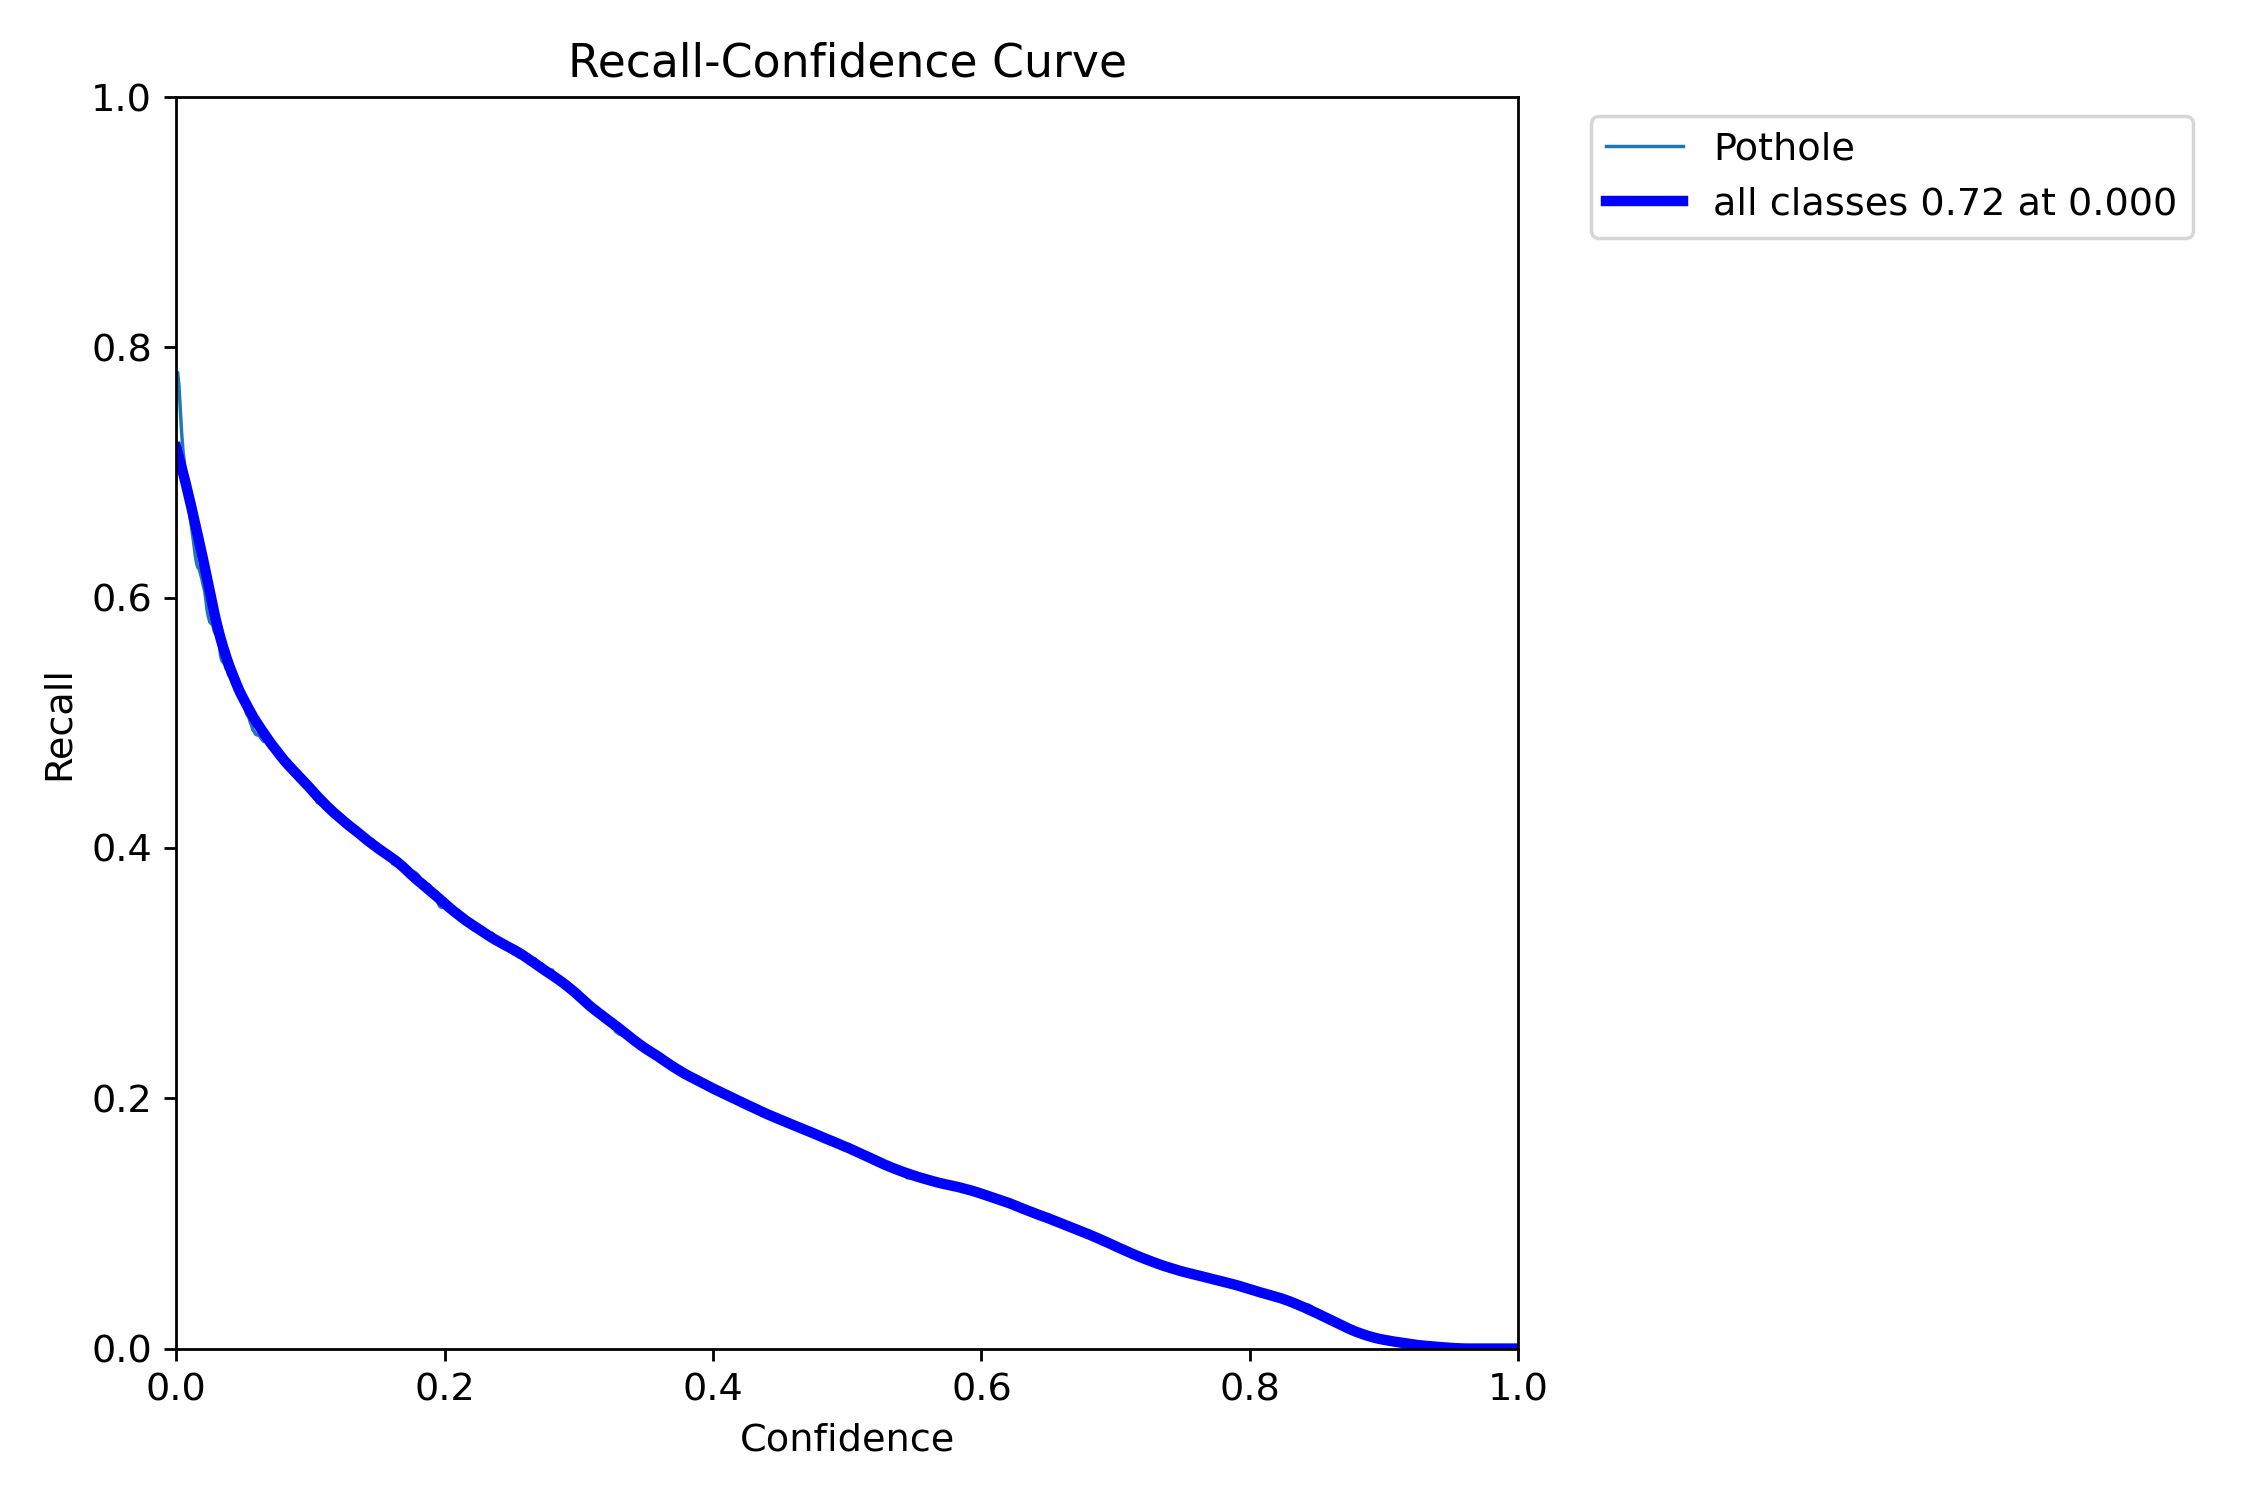 Recall-Confidence Curve
1.0
0.8
0.6
0.4
0.2
0.0
Recall
0.0 0.2 0.4 0.6 0.8 1.0
Confidence
Pothole
all classes 0.72 at 0.000